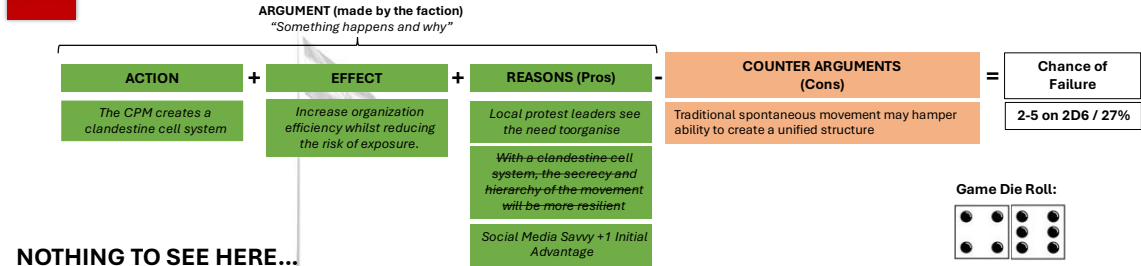 ARGUMENT (made by the faction)
“Something happens and why”
ACTION
+
EFFECT
+
REASONS (Pros)
-
COUNTER ARGUMENTS
(Cons)
=
Chance of
Failure
The CPM creates a
clandestine cell system
Increase organization
efficiency whilst reducing
the risk of exposure.
Local protest leaders see
the need toorganise
With a clandestine cell
system, the secrecy and
hierarchy of the movement
will be more resilient
Social Media Savvy +1 Initial
Advantage
Traditional spontaneous movement may hamper
ability to create a unified structure
2-5 on 2D6 / 27%
Game Die Roll:
NOTHING TO SEE HERE...